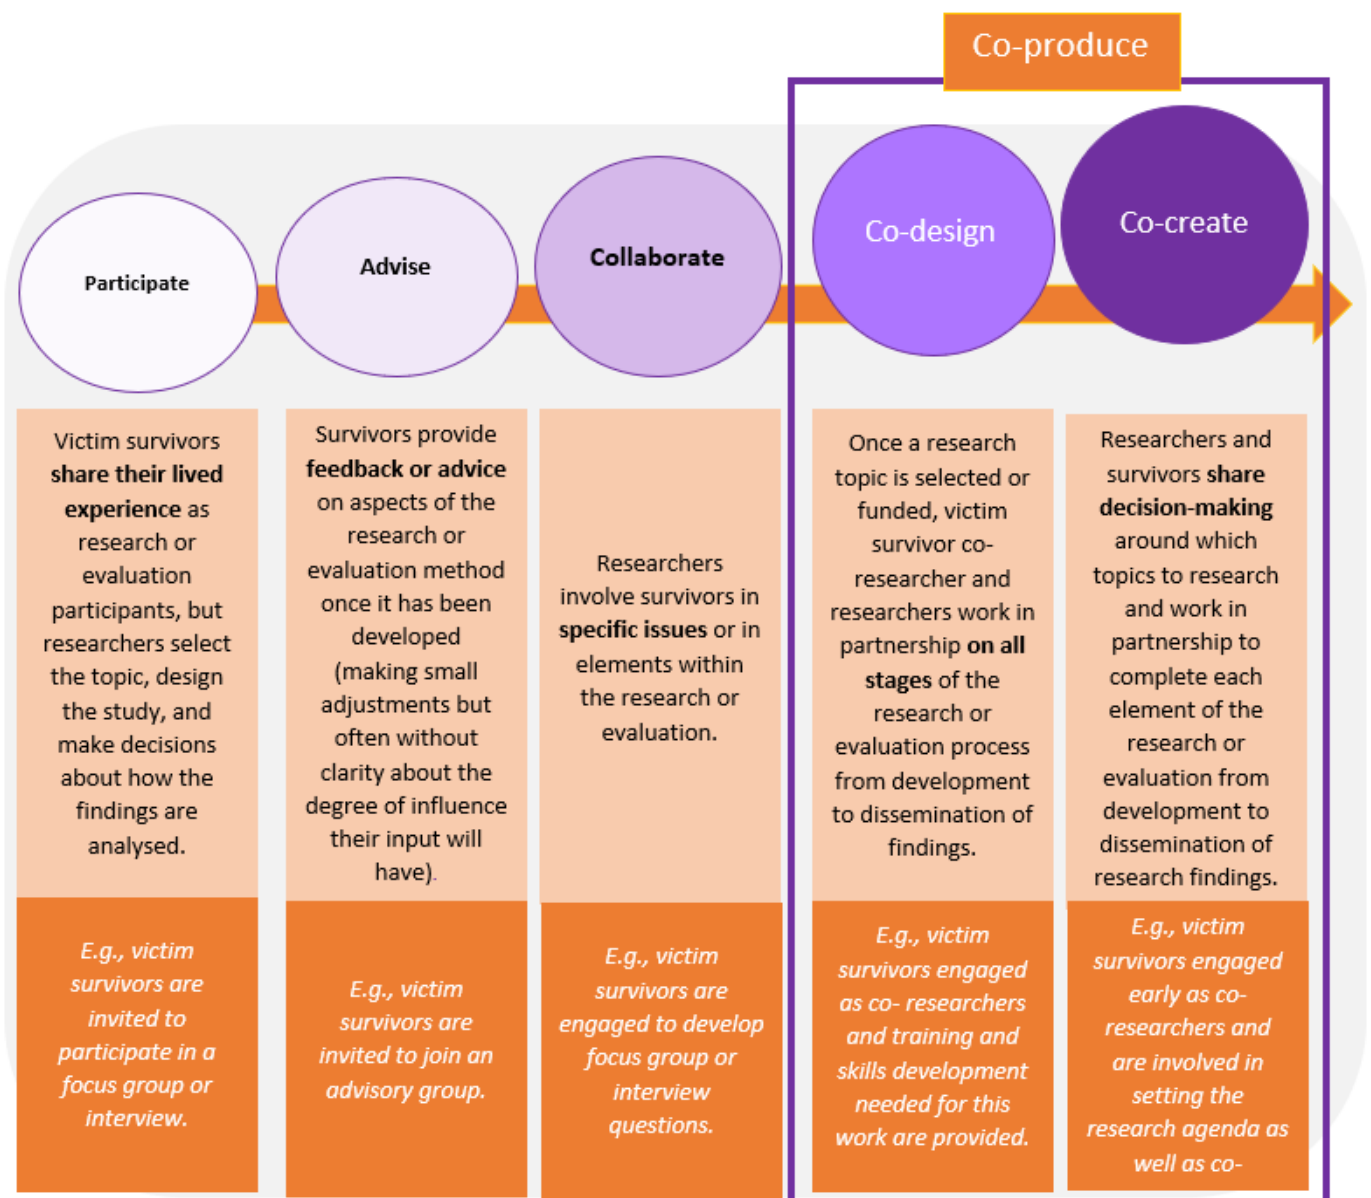 Co-produce
Participate
Advise
Collaborate
Co-design
Co-create
Victim survivors
share their lived
experience as
research or
evaluation
participants, but
researchers select
the topic, design
the study, and
make decisions
about how the
findings are
analysed.
Survivors provide
feedback or advice
on aspects of the
research or
evaluation method
once it has been
developed
(making small
adjustments but
often without
clarity about the
degree of influence
their input will
have).
Researchers
involve survivors in
specific issues or in
elements within
the research or
evaluation.
Once a research
topic is selected or
funded, victim
survivor co-
researcher and
researchers work in
partnership on all
stages of the
research or
evaluation process
from development
to dissemination of
findings.
Researchers and
survivors share
decision-making
around which
topics to research
and work in
partnership to
complete each
element of the
research or
evaluation from
development to
dissemination of
research findings.
E.g., victim
survivors are
invited to
participate in a
focus group or
interview.
E.g., victim
survivors are
invited to join an
advisory group.
E.g., victim
survivors are
engaged to develop
focus group or
interview
questions.
E.g., victim
survivors engaged
as co- researchers
and training and
skills development
needed for this
work are provided.
E.g., victim
survivors engaged
early as co-
researchers and
are involved in
setting the
research agenda as
well as co-